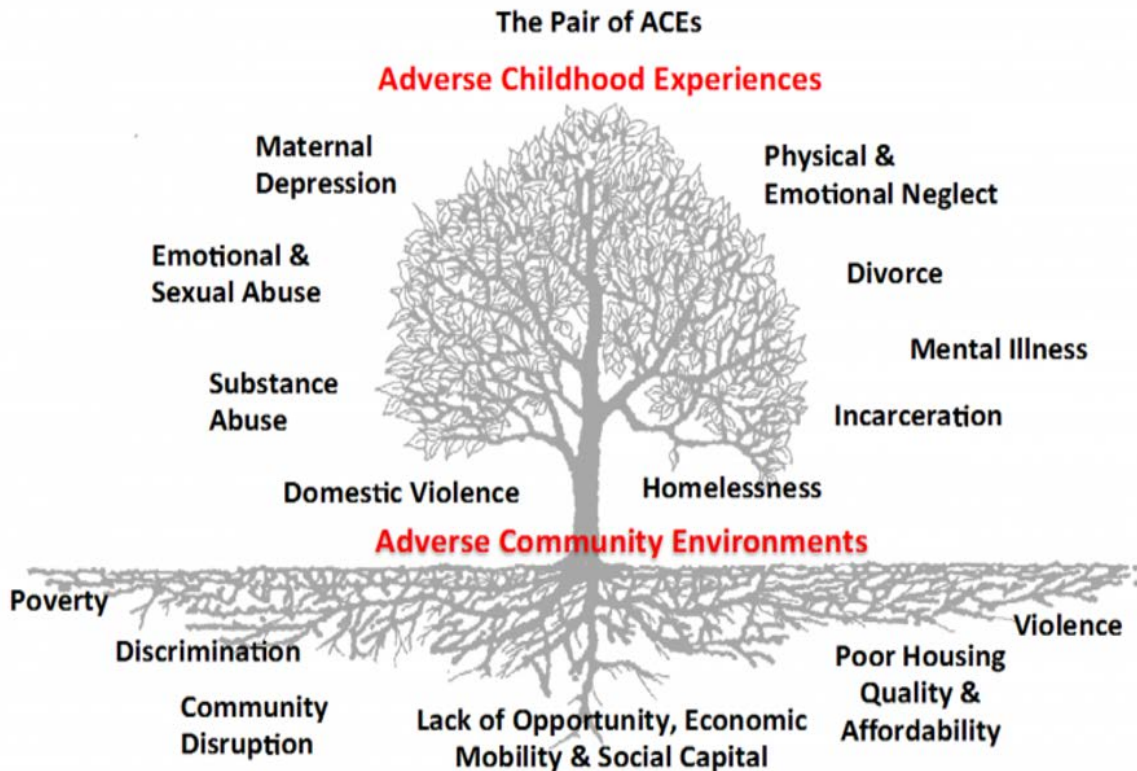 The Pair of ACEs
Adverse Childhood Experiences
Maternal
Depression
Physical &
Emotional Neglect
Emotional &
Sexual Abuse
Divorce
Mental Illness
Substance
Abuse
Incarceration
Domestic Violence
Homelessness
Adverse Community Environments
Poverty
Violence
Discrimination
Poor Housing
Quality &
Affordability
Community
Disruption
Lack of Opportunity, Economic
Mobility & Social Capital